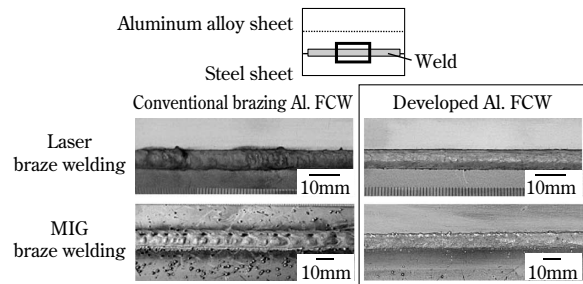 Aluminum alloy sheet
Weld
Steel sheet
Conventional brazing Al. FCW
Developed Al. FCW
Laser
braze welding
10mm
10mm
MIG
braze welding
10mm
10mm